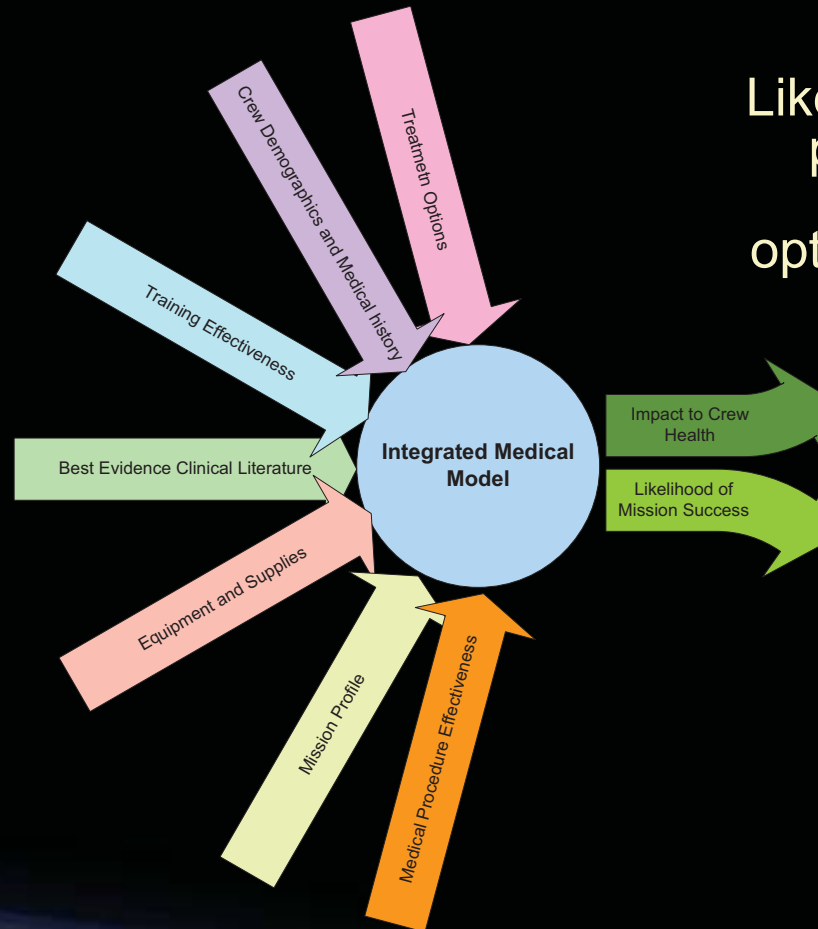 Treatmetn Options
Crew Demographics and Medical history
Training Effectiveness
Best Evidence Clinical Literature
Equipment and Supplies
Mission Profile
Medical Procedure Effectiveness
Integrated Medical
Model
Impact to Crew
Health
Likelihood of
Mission Success